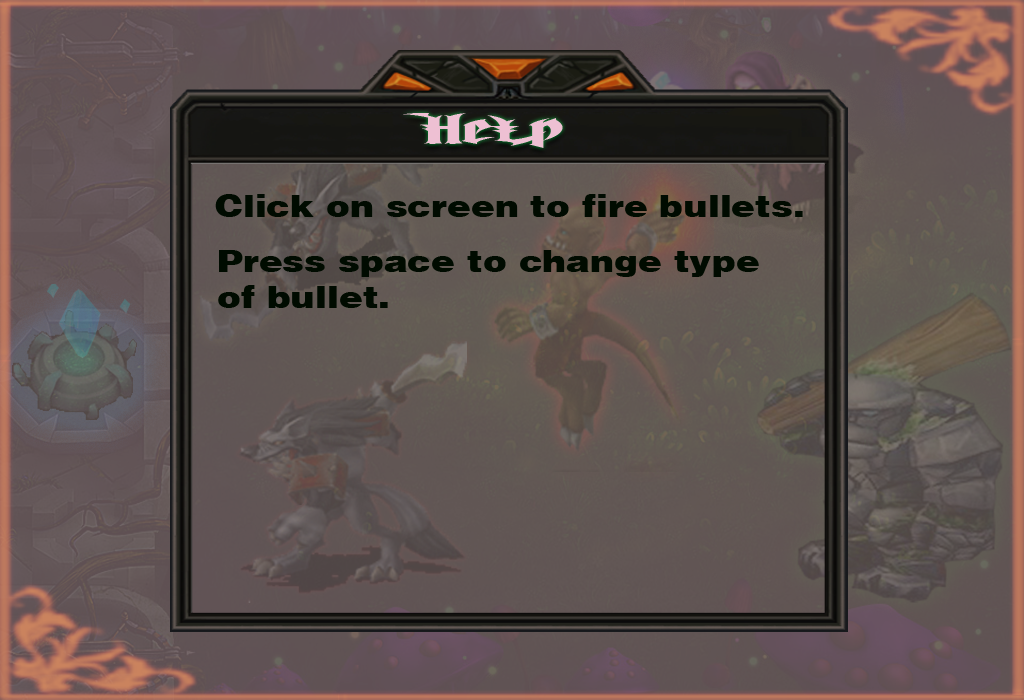 Help
Click on screen to fire bullets.
Press space to change type
of bullet.